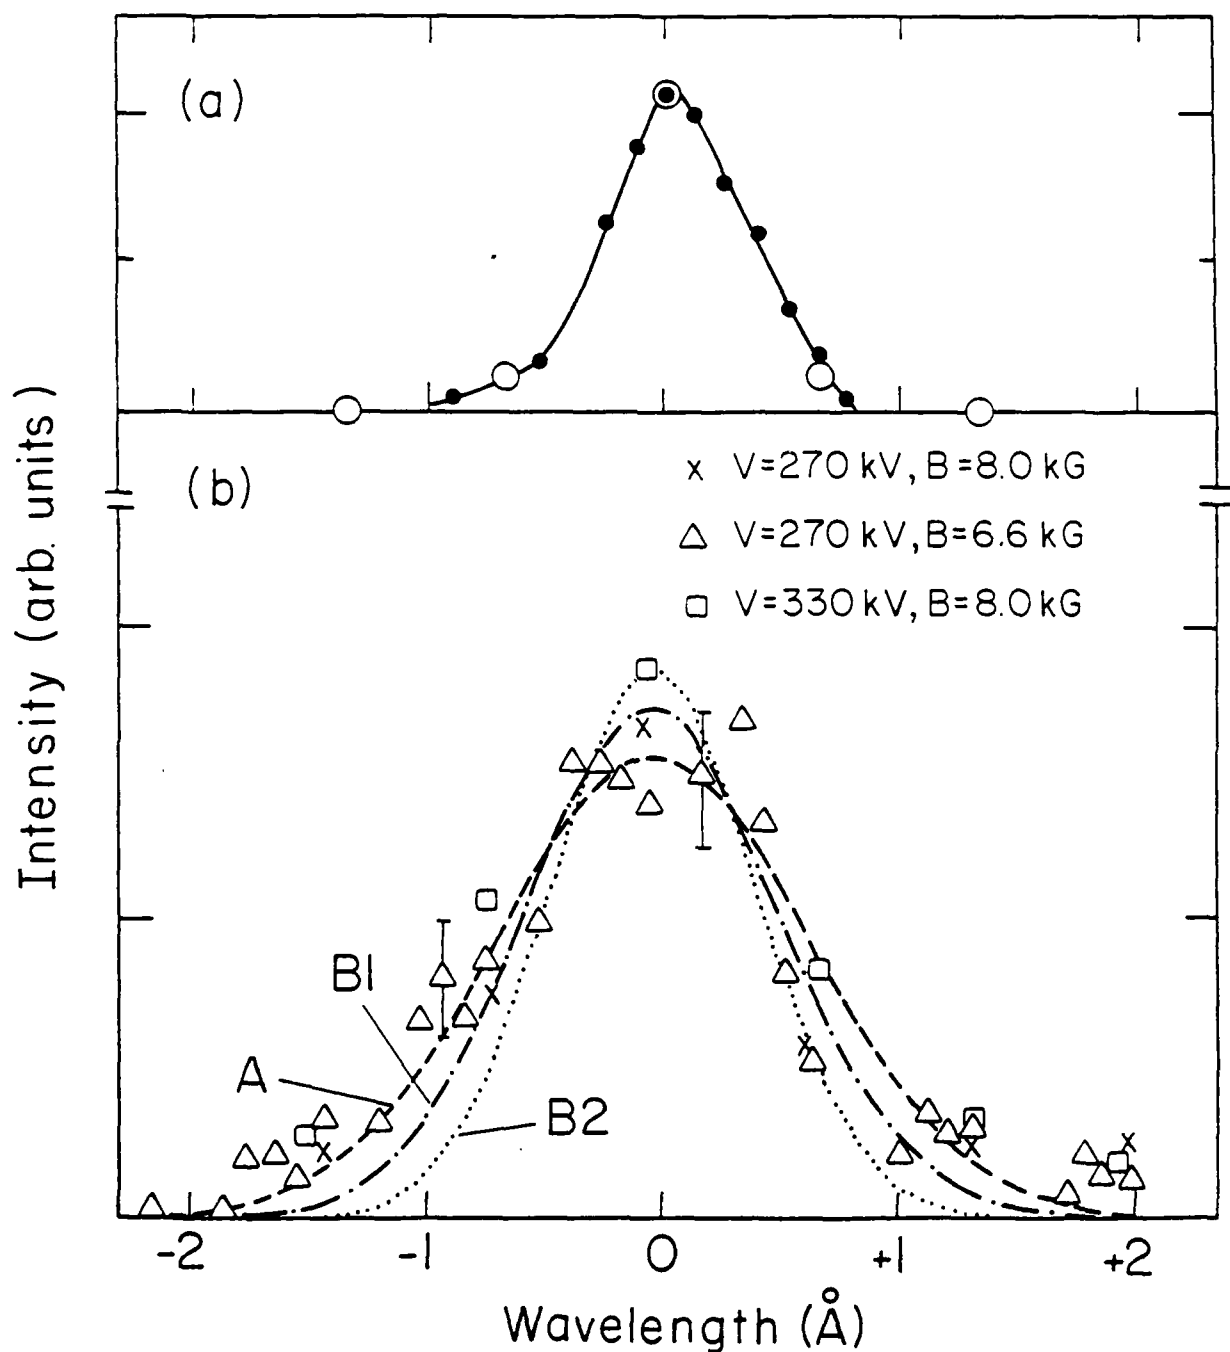 (a)
(b)
× V=270 kV, B=8.0 kG
△ V=270 kV, B=6.6 kG
□ V=330 kV, B=8.0 kG
Intensity (arb. units)
B1
A
B2
-2 -1 0 +1 +2
Wavelength (Å)